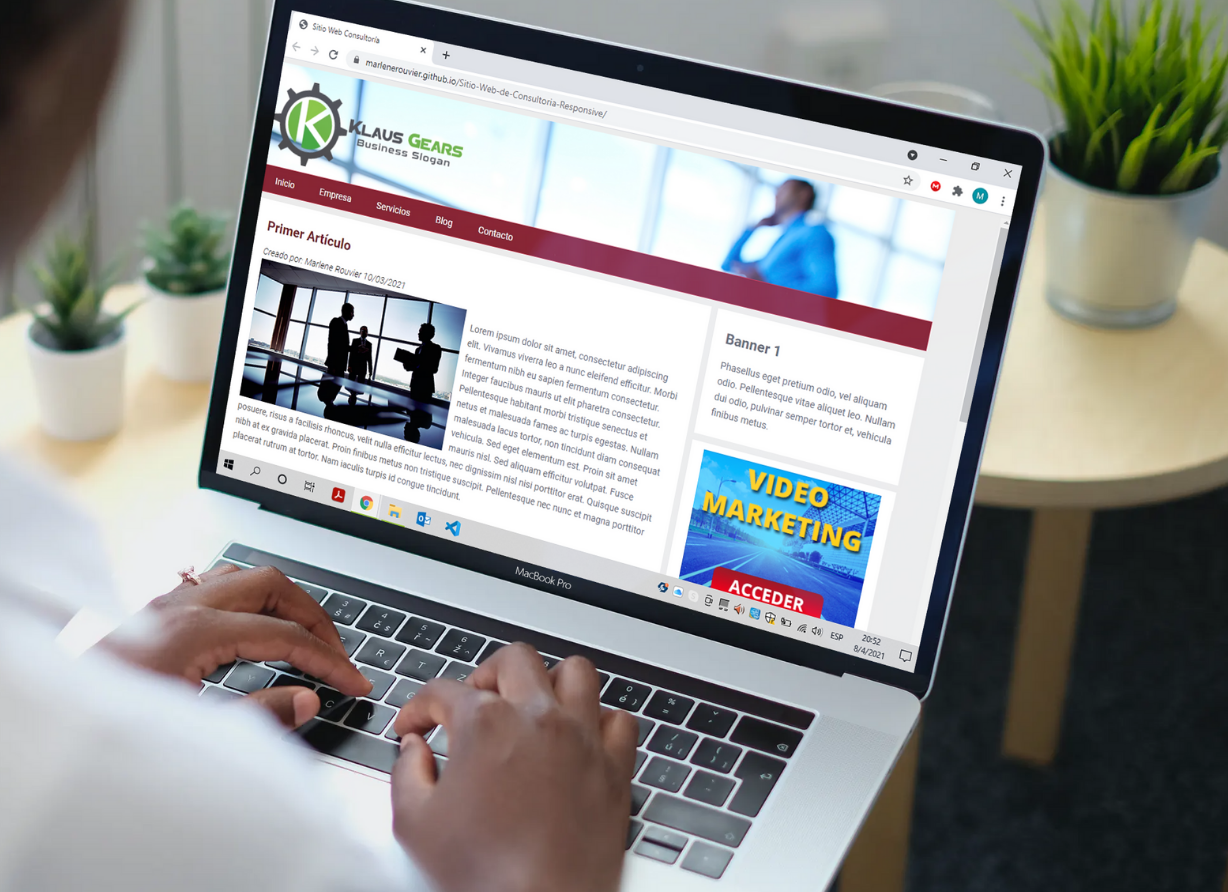 Sitio Web Consultoría
marlenerouvier.github.io/Sitio-Web-de-Consultoria-Responsive/
M
K
KLAUS GEARS
Business Slogan
Inicio Empresa Servicios Blog Contacto
Primer Artículo
Creado por: Marlene Rouvier 10/03/2021
Lorem ipsum dolor sit amet, consectetur adipiscing
elit. Vivamus viverra leo a nunc eleifend efficitur. Morbi
fermentum nibh eu sapien fermentum consectetur.
Integer faucibus mauris ut elit pharetra consectetur.
Pellentesque habitant morbi tristique senectus et
netus et malesuada fames ac turpis egestas. Nullam
malesuada lacus tortor, non tincidunt diam consequat
vehicula. Sed eget elementum est. Proin sit amet
mauris nisl. Sed aliquam efficitur volutpat. Fusce
posuere, risus a facilisis rhoncus, velit nulla efficitur lectus, nec dignissim nisl nisi porttitor erat. Quisque suscipit
nibh at ex gravida placerat. Proin finibus metus non tristique suscipit. Pellentesque nec nunc et magna porttitor
placerat rutrum at tortor. Nam iaculis turpis id congue tincidunt.
Banner 1
Phasellus eget pretium odio, vel aliquam
odio. Pellentesque vitae aliquet leo. Nullam
dui odio, pulvinar semper tortor et, vehicula
finibus metus.
VIDEO
MARKETING
ACCEDER
ESP
20:52
8/4/2021
MacBook Pro
3 4 5 6
R T Z
C V